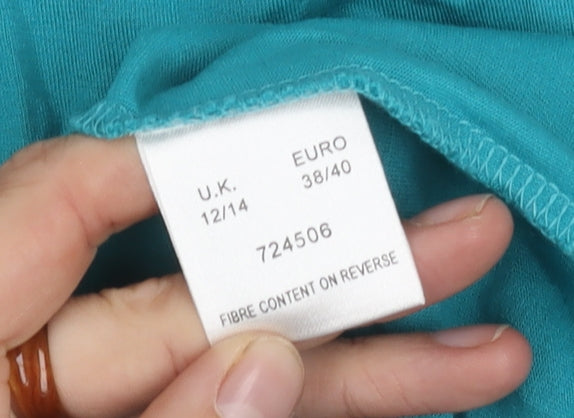 U.K. EURO
12/14 38/40
724506
FIBRE CONTENT ON REVERSE